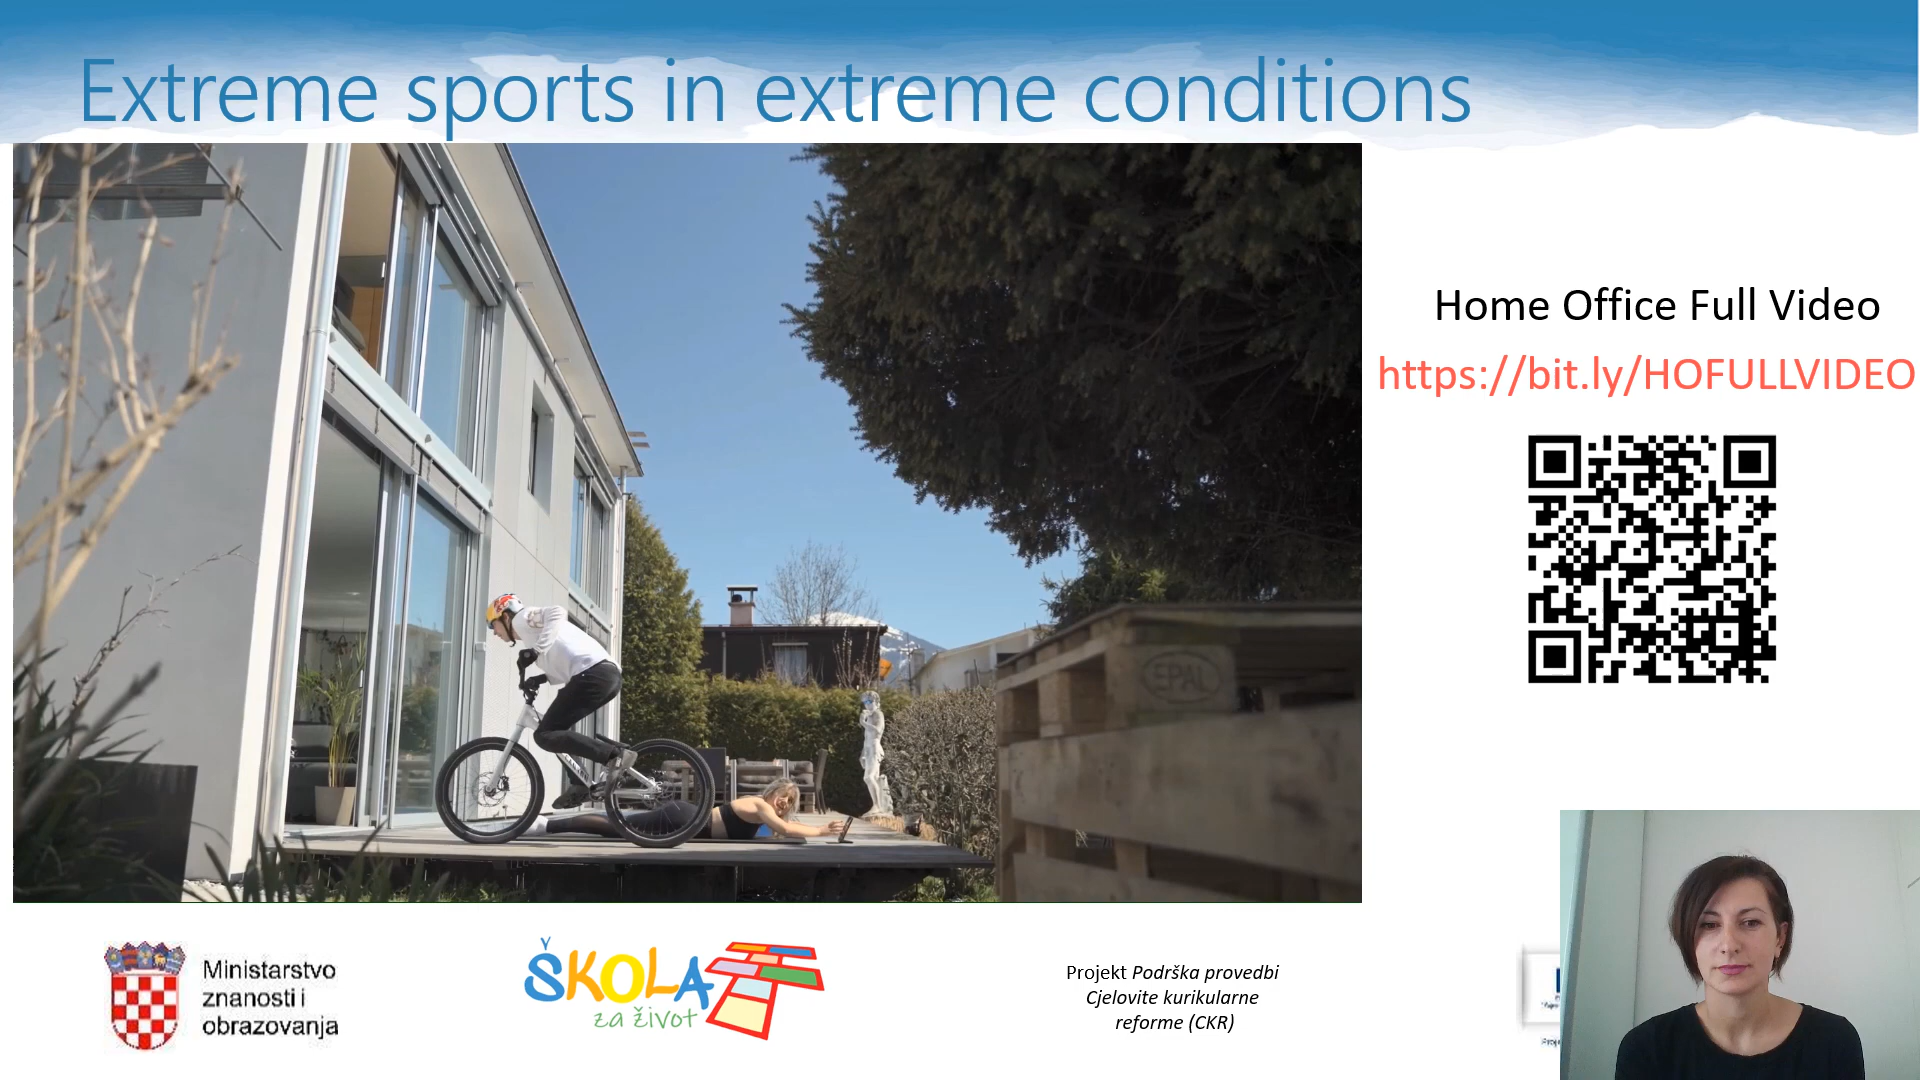 Extreme sports in extreme conditions
Home Office Full Video
https://bit.ly/HOFULLVIDEO
EPAL
Ministarstvo
znanosti i
obrazovanja
ŠKOLA
za život
Projekt Podrška provedbi
Cjelovite kurikularne
reforme (CKR)